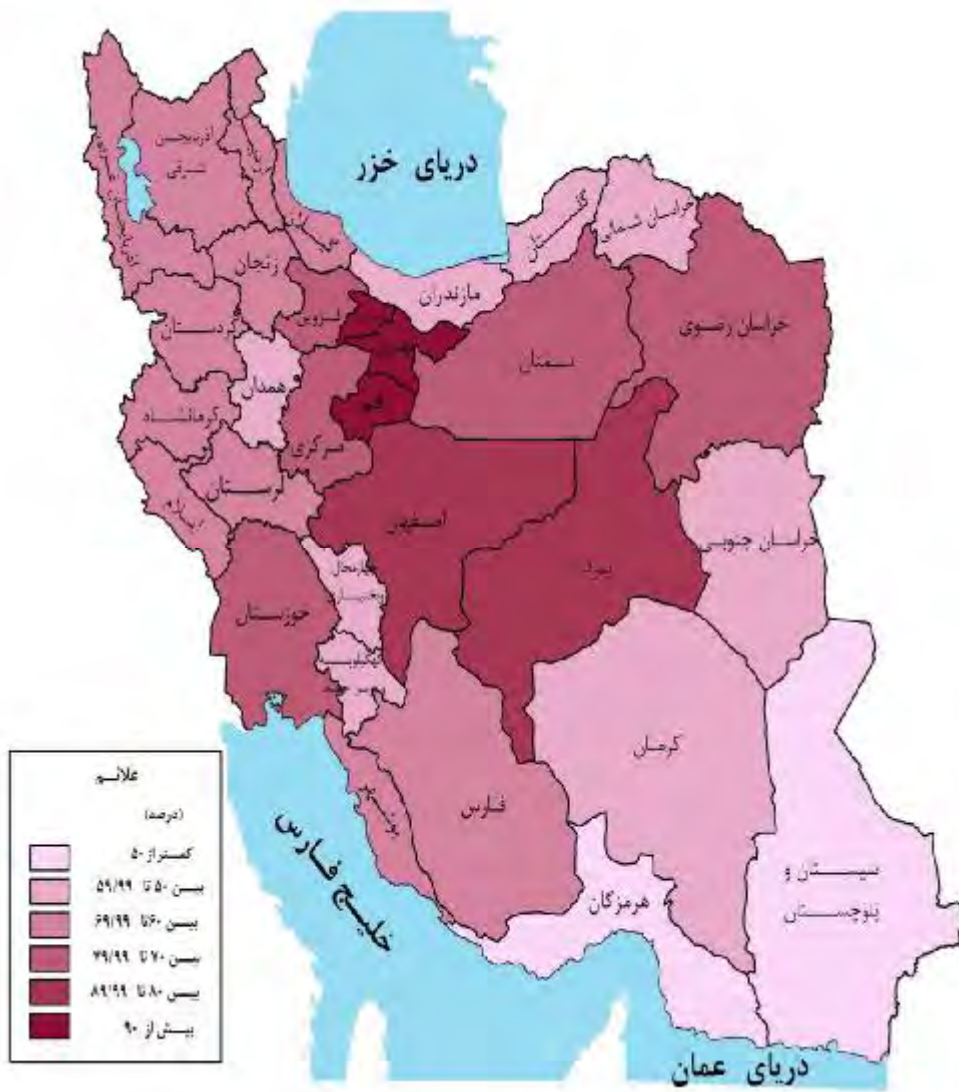 دریای خزر
آذربایجان
شرقی
گلستان
خراسان شمالی
زنجان
مازندران
قزوین
خراسان رضوی
کردستان
سمنان
همدان
قم
کرمانشاه
مرکزی
لرستان
اصفهان
خراسان جنوبی
یزد
ایلام
چهارمحال
خوزستان
کرمان
فارس
بوشهر
خلیج فارس
هرمزگان
سیستان و
بلوچستان
دریای عمان
علائم
(درصد)
کمتر از ۵۰
بین ۵۰ تا ۵۹/۹۹
بین ۶۰ تا ۶۹/۹۹
بین ۷۰ تا ۷۹/۹۹
بین ۸۰ تا ۸۹/۹۹
بیش از ۹۰